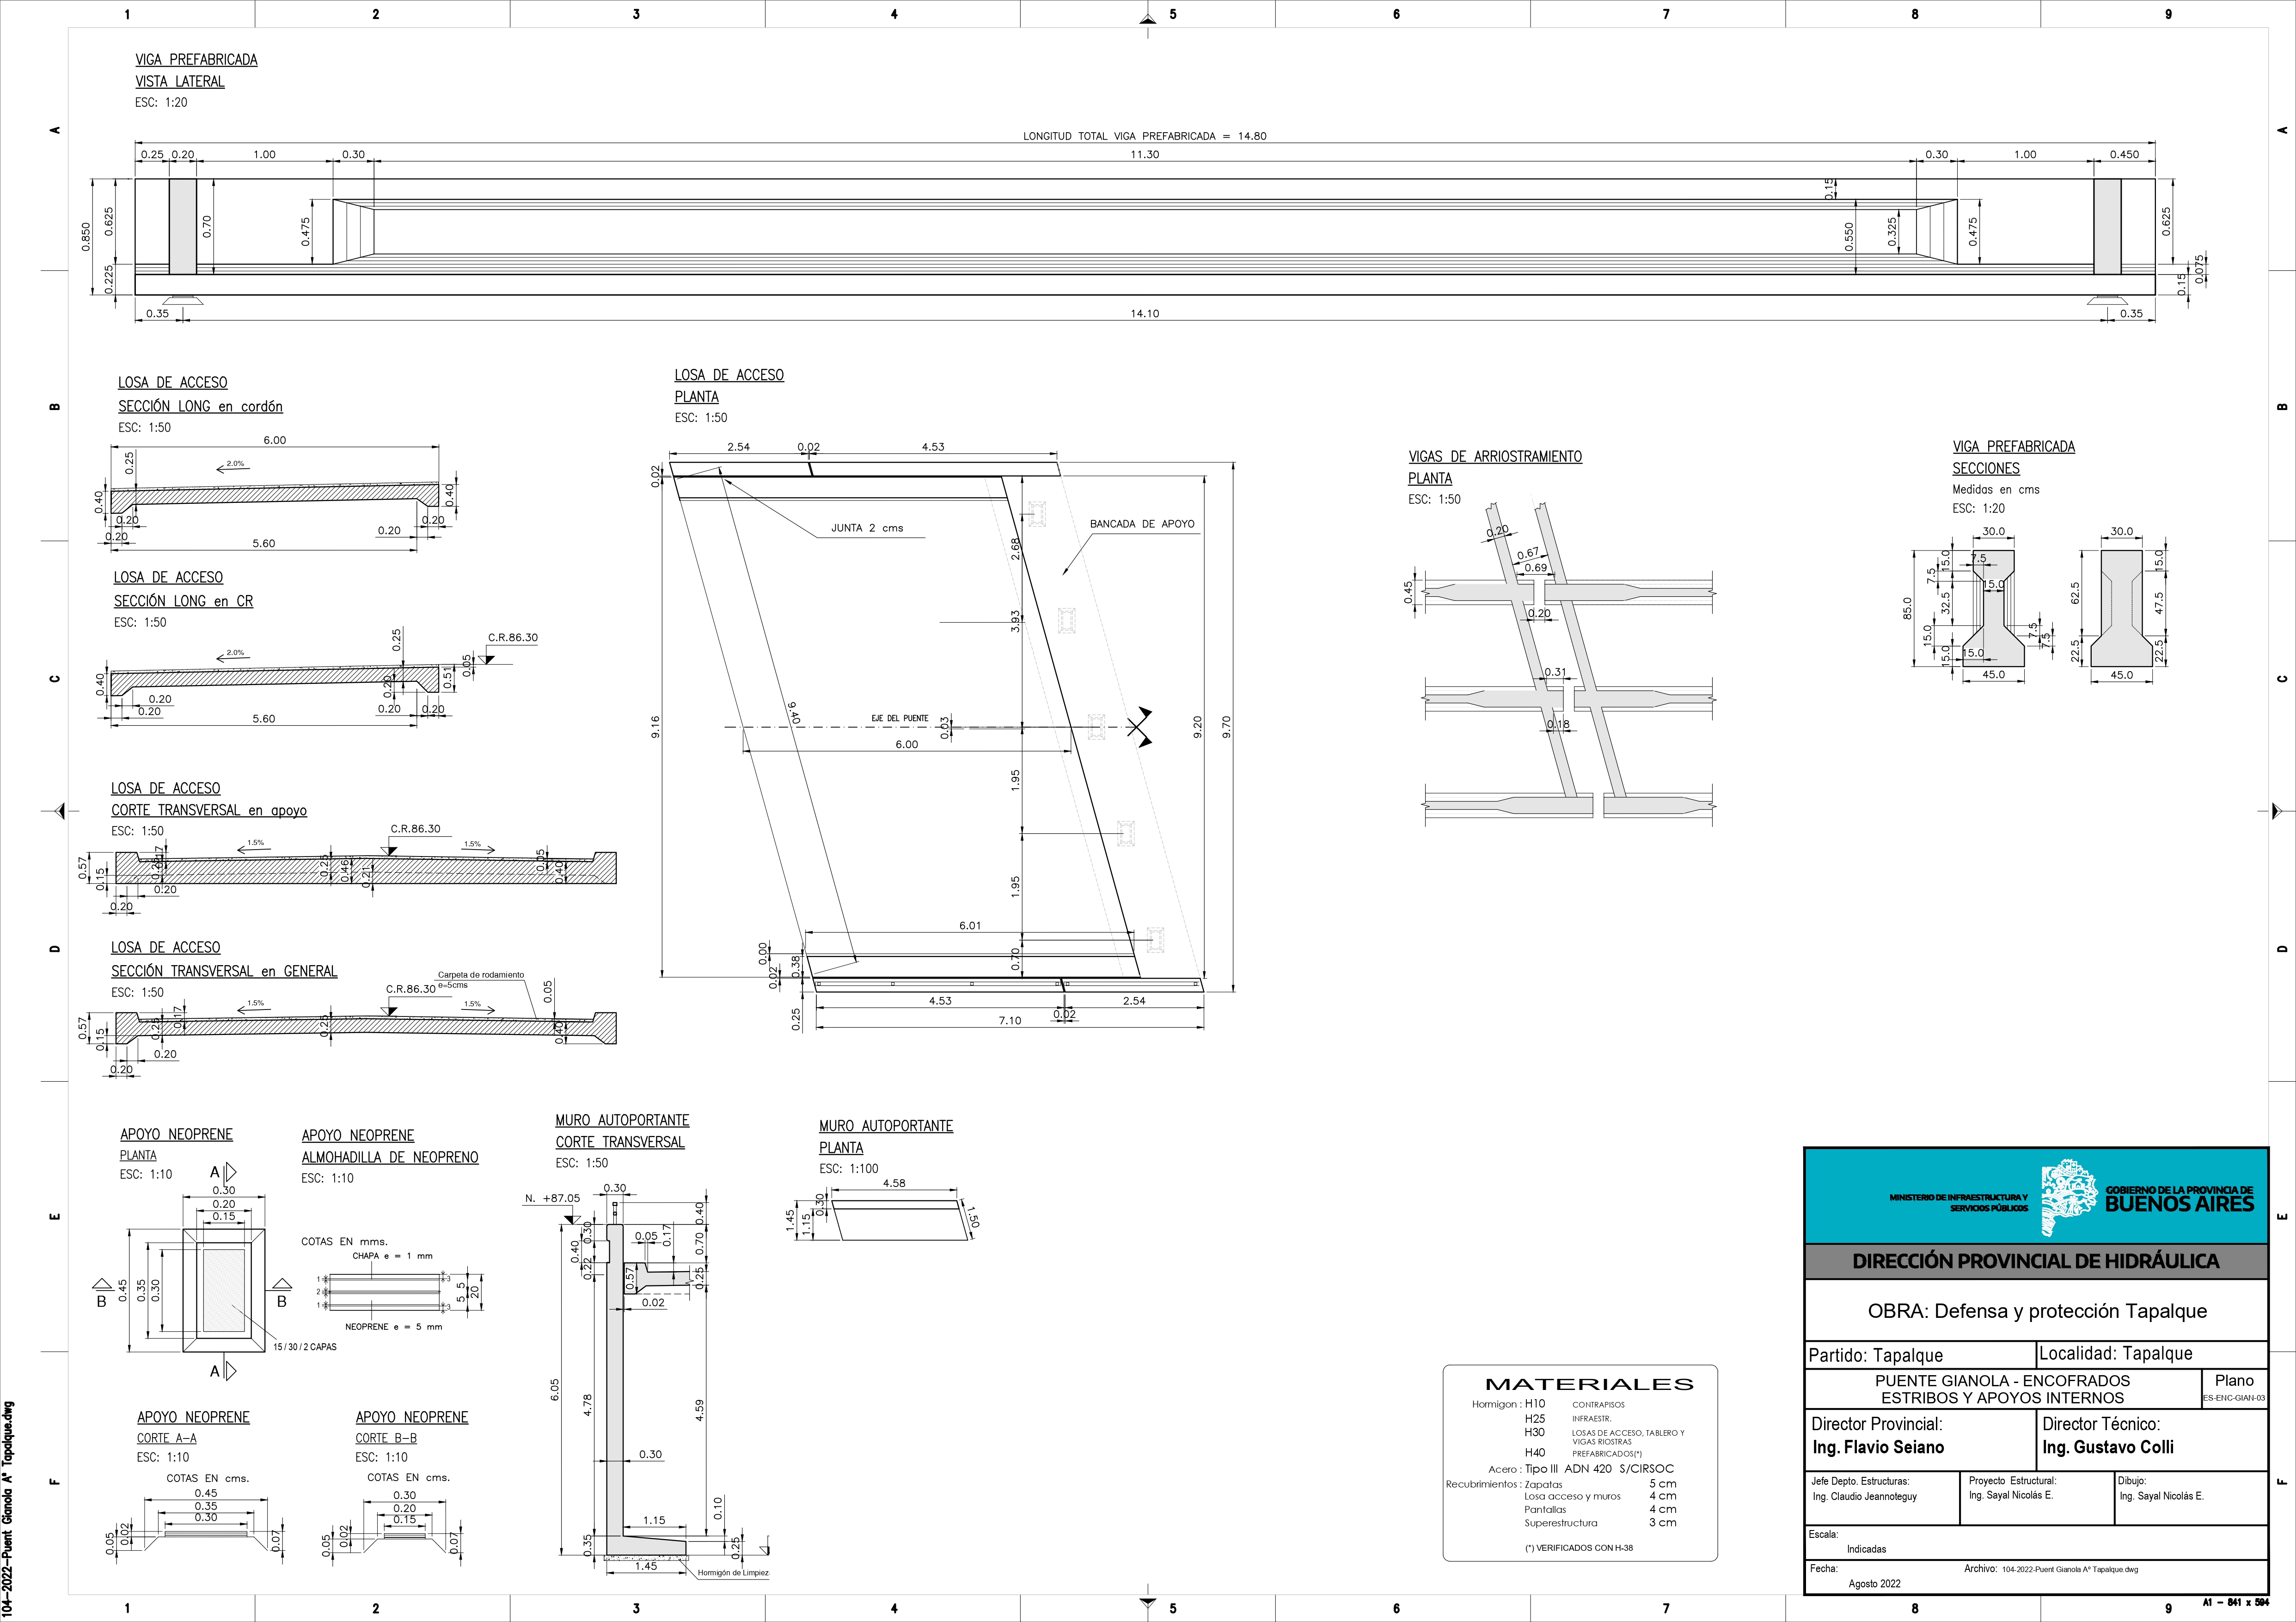 1 2 3 4 5 6 7 8 9
A
B
C
D
E
F
VIGA PREFABRICADA
VISTA LATERAL
ESC: 1:20
LONGITUD TOTAL VIGA PREFABRICADA = 14.80
0.25 0.20 1.00 0.30 11.30 0.30 1.00 0.450
0.850 0.625 0.225 0.70 0.475 0.15 0.550 0.325 0.475 0.625 0.075 0.15
0.35 14.10 0.35
LOSA DE ACCESO
SECCIÓN LONG en cordón
ESC: 1:50
6.00
0.25 2.0%
0.40 0.40
0.20 0.20
0.20 0.20
5.60
LOSA DE ACCESO
SECCIÓN LONG en CR
ESC: 1:50
C.R.86.30
0.25 2.0% 0.05
0.40 0.20 0.51
0.20
0.20 0.20 0.20
5.60
LOSA DE ACCESO
CORTE TRANSVERSAL en apoyo
ESC: 1:50
C.R.86.30
1.5% 1.5%
0.57 0.15 0.25 0.17 0.25 0.46 0.21 0.05 0.40
0.20
0.20
LOSA DE ACCESO
SECCIÓN TRANSVERSAL en GENERAL
ESC: 1:50
Carpeta de rodamiento
e=5cms
C.R.86.30
1.5% 1.5%
0.57 0.15 0.25 0.17 0.25 0.05 0.40
0.20
0.20
LOSA DE ACCESO
PLANTA
ESC: 1:50
2.54 0.02 4.53
0.02
JUNTA 2 cms
BANCADA DE APOYO
2.68
3.93
9.16 9.40 9.20 9.70
EJE DEL PUENTE
0.03
6.00
1.95
1.95
6.01
0.70
0.00 0.02 0.38
4.53 2.54
0.25 0.02
7.10
VIGAS DE ARRIOSTRAMIENTO
PLANTA
ESC: 1:50
0.20
0.67
0.69
0.45
0.20
0.31
0.18
VIGA PREFABRICADA
SECCIONES
Medidas en cms
ESC: 1:20
30.0 30.0
85.0 15.0 7.5 32.5 15.0 15.0 7.5 15.0 15.0 7.5 7.5
62.5 22.5 15.0 47.5 22.5
45.0 45.0
APOYO NEOPRENE
PLANTA
ESC: 1:10
A
0.30
0.20
0.15
0.45 0.35 0.30
B B
15 / 30 / 2 CAPAS
A
APOYO NEOPRENE
ALMOHADILLA DE NEOPRENO
ESC: 1:10
COTAS EN mms.
CHAPA e = 1 mm
1 2 1 3 3 5 5 20
NEOPRENE e = 5 mm
APOYO NEOPRENE
CORTE A-A
ESC: 1:10
COTAS EN cms.
0.45
0.35
0.30
0.05 0.02 0.07
APOYO NEOPRENE
CORTE B-B
ESC: 1:10
COTAS EN cms.
0.30
0.20
0.15
0.05 0.02 0.07
MURO AUTOPORTANTE
CORTE TRANSVERSAL
ESC: 1:50
0.30
N. +87.05
0.40 0.30 0.22 0.05 0.17 0.40 0.70 0.25
0.57
0.02
6.05 4.78 4.59
0.30
0.10
1.15
0.35 0.25
1.45
Hormigón de Limpiez
MURO AUTOPORTANTE
PLANTA
ESC: 1:100
4.58
1.45 1.15 0.30 1.50
MATERIALES
Hormigon : H10 CONTRAPISOS
H25 INFRAESTR.
H30 LOSAS DE ACCESO, TABLERO Y
VIGAS RIOSTRAS
H40 PREFABRICADOS(*)
Acero : Tipo III ADN 420 S/CIRSOC
Recubrimientos : Zapatas 5 cm
Losa acceso y muros 4 cm
Pantallas 4 cm
Superestructura 3 cm
(*) VERIFICADOS CON H-38
MINISTERIO DE INFRAESTRUCTURA Y
SERVICIOS PÚBLICOS
GOBIERNO DE LA PROVINCIA DE
BUENOS AIRES
DIRECCIÓN PROVINCIAL DE HIDRÁULICA
OBRA: Defensa y protección Tapalque
Partido: Tapalque Localidad: Tapalque
PUENTE GIANOLA - ENCOFRADOS
ESTRIBOS Y APOYOS INTERNOS
Plano
ES-ENC-GIAN-03
Director Provincial:
Ing. Flavio Seiano
Director Técnico:
Ing. Gustavo Colli
Jefe Depto. Estructuras:
Ing. Claudio Jeannoteguy
Proyecto Estructural:
Ing. Sayal Nicolás E.
Dibujo:
Ing. Sayal Nicolás E.
Escala:
Indicadas
Fecha:
Agosto 2022
Archivo: 104-2022-Puent Gianola Aº Tapalque.dwg
104-2022-Puent Gianola Aº Tapalque.dwg
A1 - 841 x 594
1 2 3 4 5 6 7 8 9
A
B
C
D
E
F